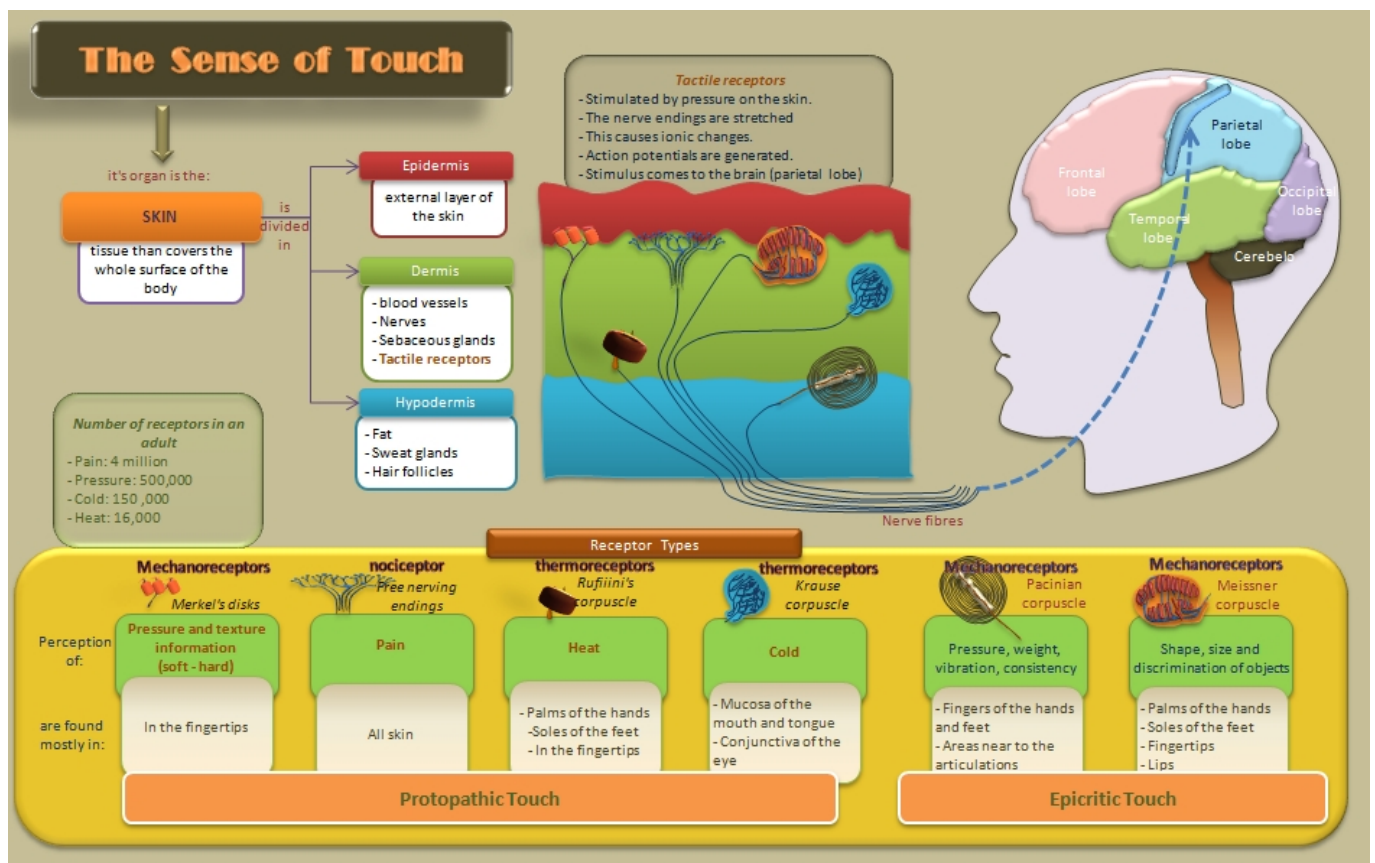 The Sense of Touch
it's organ is the:
SKIN
tissue than covers the
whole surface of the
body
is
divided
in
Epidermis
external layer of
the skin
Dermis
- blood vessels
- Nerves
- Sebaceous glands
- Tactile receptors
Hypodermis
- Fat
- Sweat glands
- Hair follicles
Number of receptors in an
adult
- Pain: 4 million
- Pressure: 500,000
- Cold: 150 ,000
- Heat: 16,000
Tactile receptors
- Stimulated by pressure on the skin.
- The nerve endings are stretched
- This causes ionic changes.
- Action potentials are generated.
- Stimulus comes to the brain (parietal lobe)
Frontal
lobe
Parietal
lobe
Temporal
lobe
Occipital
lobe
Cerebelo
Nerve fibres
Receptor Types
Perception
of:
are found
mostly in:
Mechanoreceptors
Merkel's disks
Pressure and texture
information
(soft - hard)
In the fingertips
nociceptor
Free nerving
endings
Pain
All skin
thermoreceptors
Rufiiini's
corpuscle
Heat
- Palms of the hands
-Soles of the feet
- In the fingertips
thermoreceptors
Krause
corpuscle
Cold
- Mucosa of the
mouth and tongue
- Conjunctiva of the
eye
Mechanoreceptors
Pacinian
corpuscle
Pressure, weight,
vibration, consistency
- Fingers of the hands
and feet
- Areas near to the
articulations
Mechanoreceptors
Meissner
corpuscle
Shape, size and
discrimination of objects
- Palms of the hands
- Soles of the feet
- Fingertips
- Lips
Protopathic Touch
Epicritic Touch